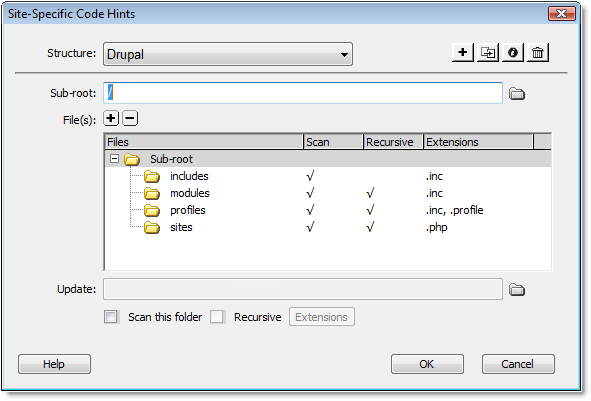 Site-Specific Code Hints
Structure: Drupal
Sub-root: /
File(s):
Files Scan Recursive Extensions
Sub-root
includes √ .inc
modules √ √ .inc
profiles √ √ .inc, .profile
sites √ √ .php
Update:
Scan this folder Recursive Extensions
Help OK Cancel